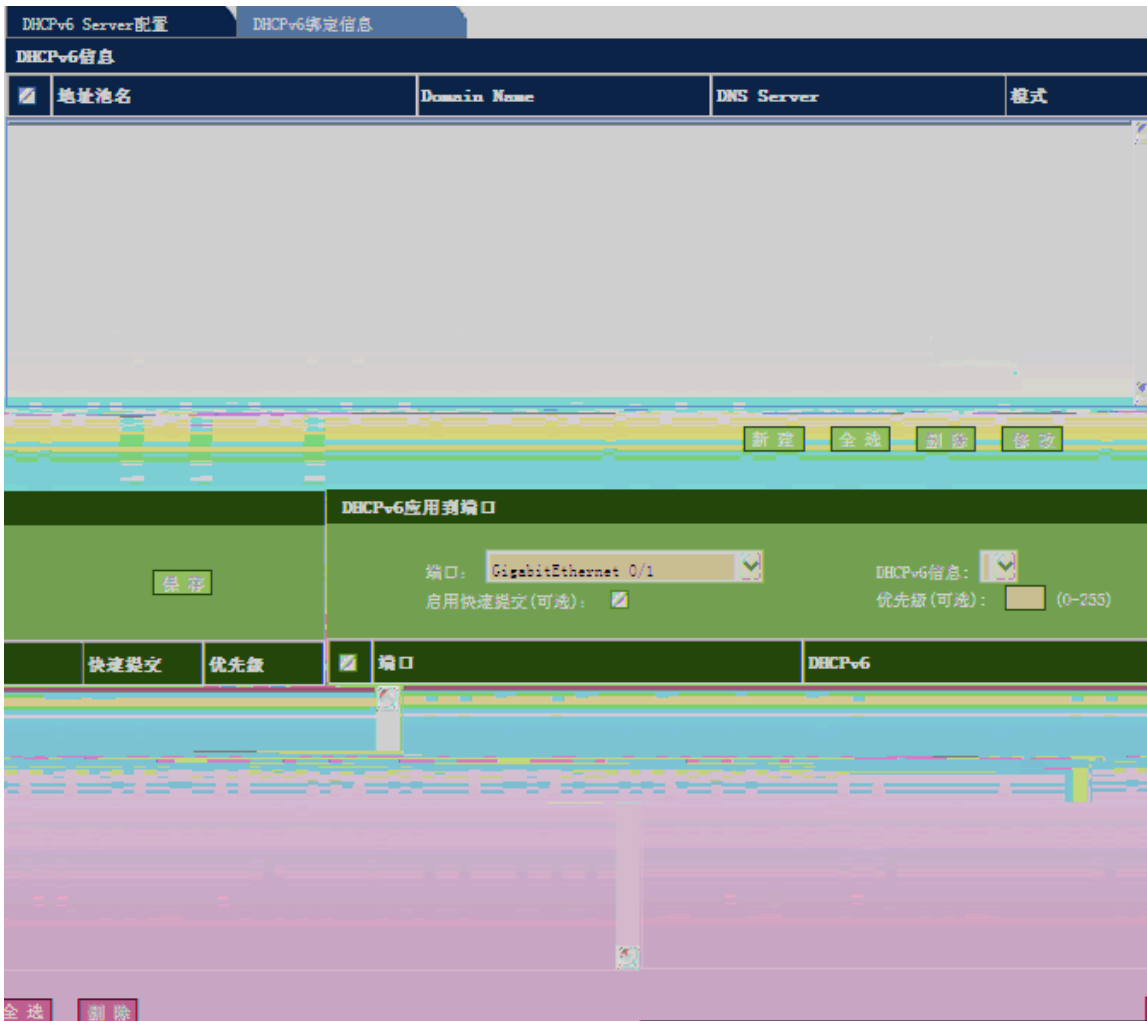 DHCPv6 Server配置 DHCPv6绑定信息
DHCPv6信息
地址池名 Domain Name DNS Server 模式
新 建 全 选 删 除 修 改
DHCPv6应用到端口
端口: GigabitEthernet 0/1 DHCPv6信息:
保 存
启用快速提交(可选): 优先级(可选): (0-255)
快速提交 优先级 端口 DHCPv6
全 选 删 除